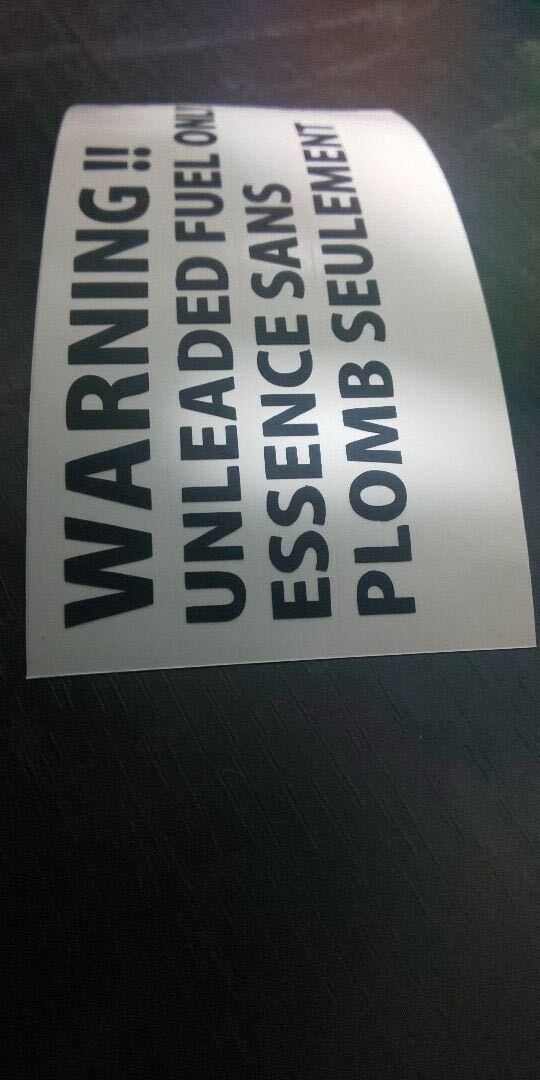 WARNING !!
UNLEADED FUEL ONLY
ESSENCE SANS
PLOMB SEULEMENT